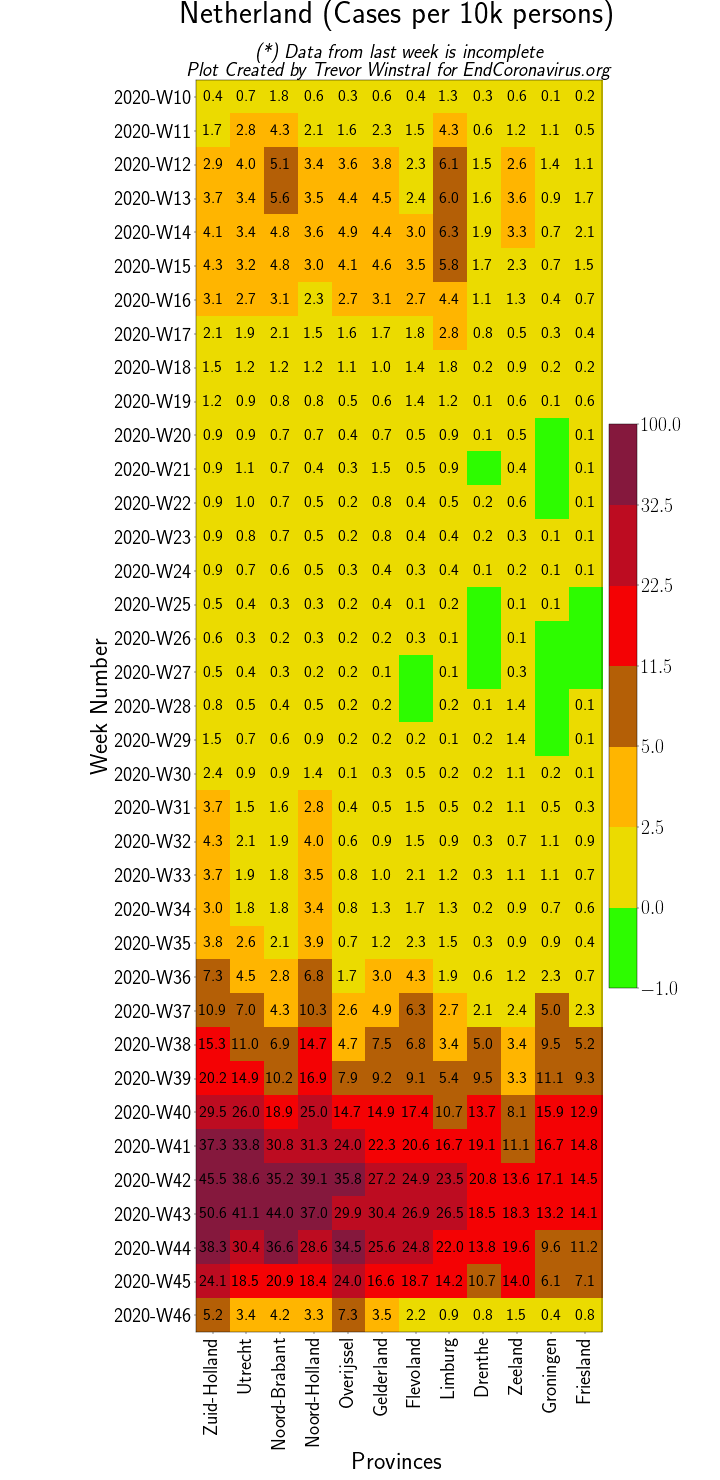 Netherland (Cases per 10k persons)
(*) Data from last week is incomplete
Plot Created by Trevor Winstral for EndCoronavirus.org
2020-W10 0.4 0.7 1.8 0.6 0.3 0.6 0.4 1.3 0.3 0.6 0.1 0.2
2020-W11 1.7 2.8 4.3 2.1 1.6 2.3 1.5 4.3 0.6 1.2 1.1 0.5
2020-W12 2.9 4.0 5.1 3.4 3.6 3.8 2.3 6.1 1.5 2.6 1.4 1.1
2020-W13 3.7 3.4 5.6 3.5 4.4 4.5 2.4 6.0 1.6 3.6 0.9 1.7
2020-W14 4.1 3.4 4.8 3.6 4.9 4.4 3.0 6.3 1.9 3.3 0.7 2.1
2020-W15 4.3 3.2 4.8 3.0 4.1 4.6 3.5 5.8 1.7 2.3 0.7 1.5
2020-W16 3.1 2.7 3.1 2.3 2.7 3.1 2.7 4.4 1.1 1.3 0.4 0.7
2020-W17 2.1 1.9 2.1 1.5 1.6 1.7 1.8 2.8 0.8 0.5 0.3 0.4
2020-W18 1.5 1.2 1.2 1.2 1.1 1.0 1.4 1.8 0.2 0.9 0.2 0.2
2020-W19 1.2 0.9 0.8 0.8 0.5 0.6 1.4 1.2 0.1 0.6 0.1 0.6
2020-W20 0.9 0.9 0.7 0.7 0.4 0.7 0.5 0.9 0.1 0.5 0.1
2020-W21 0.9 1.1 0.7 0.4 0.3 1.5 0.5 0.9 0.4 0.1
2020-W22 0.9 1.0 0.7 0.5 0.2 0.8 0.4 0.5 0.2 0.6 0.1
2020-W23 0.9 0.8 0.7 0.5 0.2 0.8 0.4 0.4 0.2 0.3 0.1 0.1
2020-W24 0.9 0.7 0.6 0.5 0.3 0.4 0.3 0.4 0.1 0.2 0.1 0.1
2020-W25 0.5 0.4 0.3 0.3 0.2 0.4 0.1 0.2 0.1 0.1
2020-W26 0.6 0.3 0.2 0.3 0.2 0.2 0.3 0.1 0.1
2020-W27 0.5 0.4 0.3 0.2 0.2 0.1 0.1 0.3
2020-W28 0.8 0.5 0.4 0.5 0.2 0.2 0.2 0.1 1.4 0.1
2020-W29 1.5 0.7 0.6 0.9 0.2 0.2 0.2 0.1 0.2 1.4 0.1
2020-W30 2.4 0.9 0.9 1.4 0.1 0.3 0.5 0.2 0.2 1.1 0.2 0.1
2020-W31 3.7 1.5 1.6 2.8 0.4 0.5 1.5 0.5 0.2 1.1 0.5 0.3
2020-W32 4.3 2.1 1.9 4.0 0.6 0.9 1.5 0.9 0.3 0.7 1.1 0.9
2020-W33 3.7 1.9 1.8 3.5 0.8 1.0 2.1 1.2 0.3 1.1 1.1 0.7
2020-W34 3.0 1.8 1.8 3.4 0.8 1.3 1.7 1.3 0.2 0.9 0.7 0.6
2020-W35 3.8 2.6 2.1 3.9 0.7 1.2 2.3 1.5 0.3 0.9 0.9 0.4
2020-W36 7.3 4.5 2.8 6.8 1.7 3.0 4.3 1.9 0.6 1.2 2.3 0.7
2020-W37 10.9 7.0 4.3 10.3 2.6 4.9 6.3 2.7 2.1 2.4 5.0 2.3
2020-W38 15.3 11.0 6.9 14.7 4.7 7.5 6.8 3.4 5.0 3.4 9.5 5.2
2020-W39 20.2 14.9 10.2 16.9 7.9 9.2 9.1 5.4 9.5 3.3 11.1 9.3
2020-W40 29.5 26.0 18.9 25.0 14.7 14.9 17.4 10.7 13.7 8.1 15.9 12.9
2020-W41 37.3 33.8 30.8 31.3 24.0 22.3 20.6 16.7 19.1 11.1 16.7 14.8
2020-W42 45.5 38.6 35.2 39.1 35.8 27.2 24.9 23.5 20.8 13.6 17.1 14.5
2020-W43 50.6 41.1 44.0 37.0 29.9 30.4 26.9 26.5 18.5 18.3 13.2 14.1
2020-W44 38.3 30.4 36.6 28.6 34.5 25.6 24.8 22.0 13.8 19.6 9.6 11.2
2020-W45 24.1 18.5 20.9 18.4 24.0 16.6 18.7 14.2 10.7 14.0 6.1 7.1
2020-W46 5.2 3.4 4.2 3.3 7.3 3.5 2.2 0.9 0.8 1.5 0.4 0.8
Week Number
Zuid-Holland
Utrecht
Noord-Brabant
Noord-Holland
Overijssel
Gelderland
Flevoland
Limburg
Drenthe
Zeeland
Groningen
Friesland
Provinces
100.0
32.5
22.5
11.5
5.0
2.5
0.0
−1.0